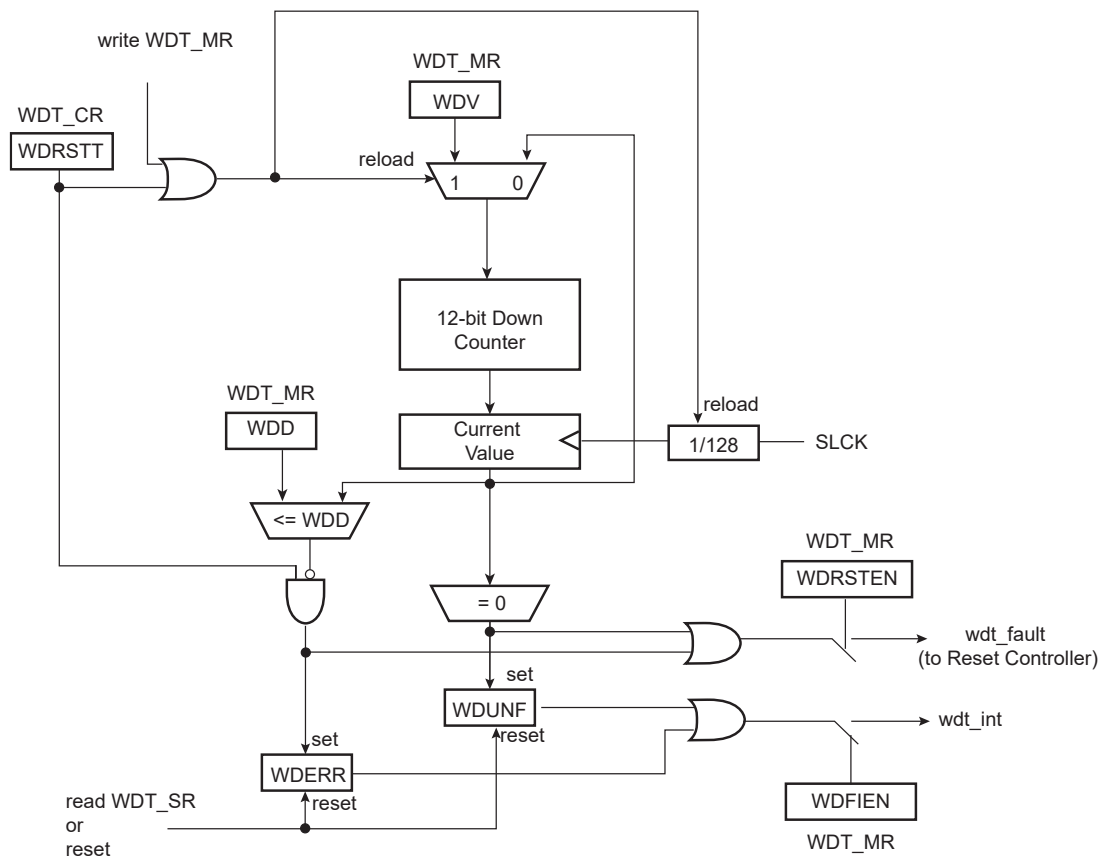 write WDT_MR
WDT_MR
WDV
WDT_CR
WDRSTT
reload
1
0
12-bit Down
Counter
WDT_MR
WDD
reload
Current
Value
1/128
SLCK
<= WDD
WDT_MR
WDRSTEN
= 0
wdt_fault
(to Reset Controller)
set
WDUNF
reset
wdt_int
set
WDERR
reset
read WDT_SR
or
reset
WDFIEN
WDT_MR